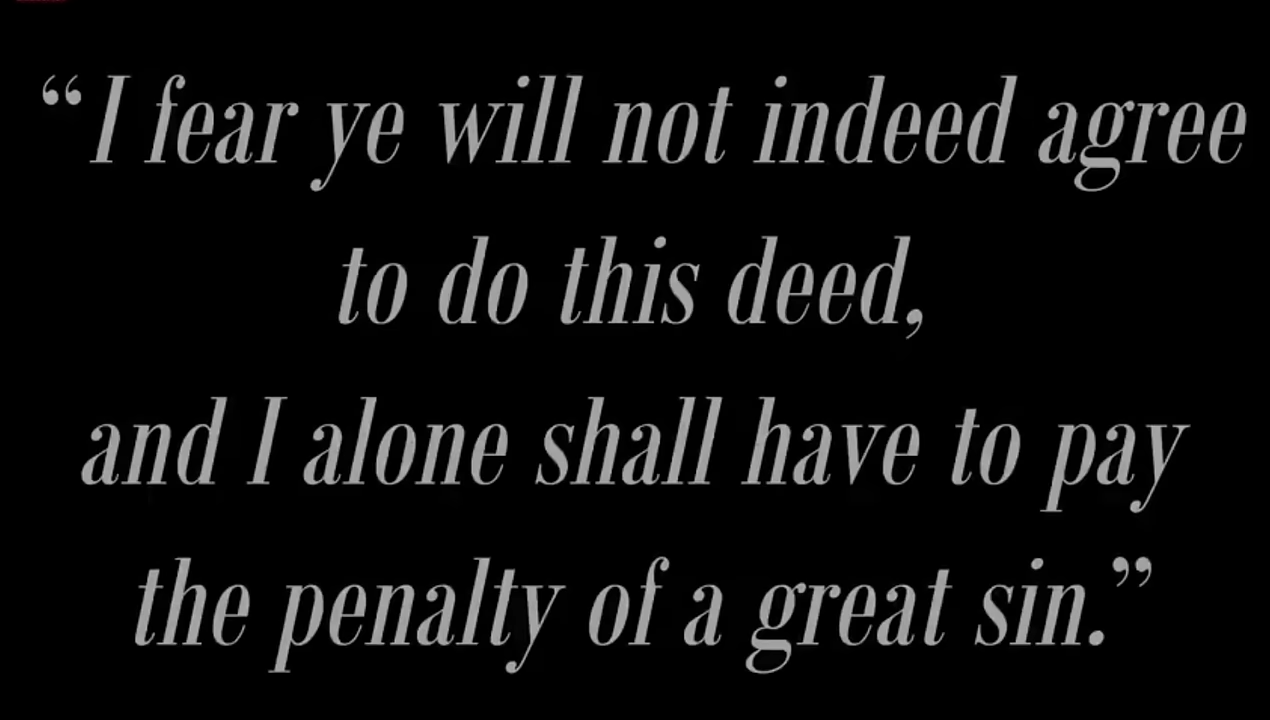 “I fear ye will not indeed agree
to do this deed,
and I alone shall have to pay
the penalty of a great sin.”